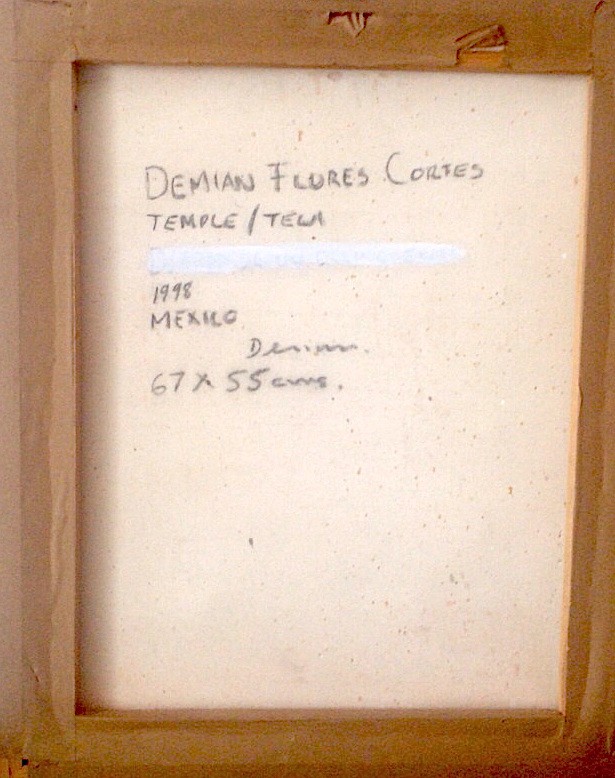 DEMIAN FLORES CORTES
TEMPLE / TELA
1998
MEXICO
Demian.
67 x 55 cms.